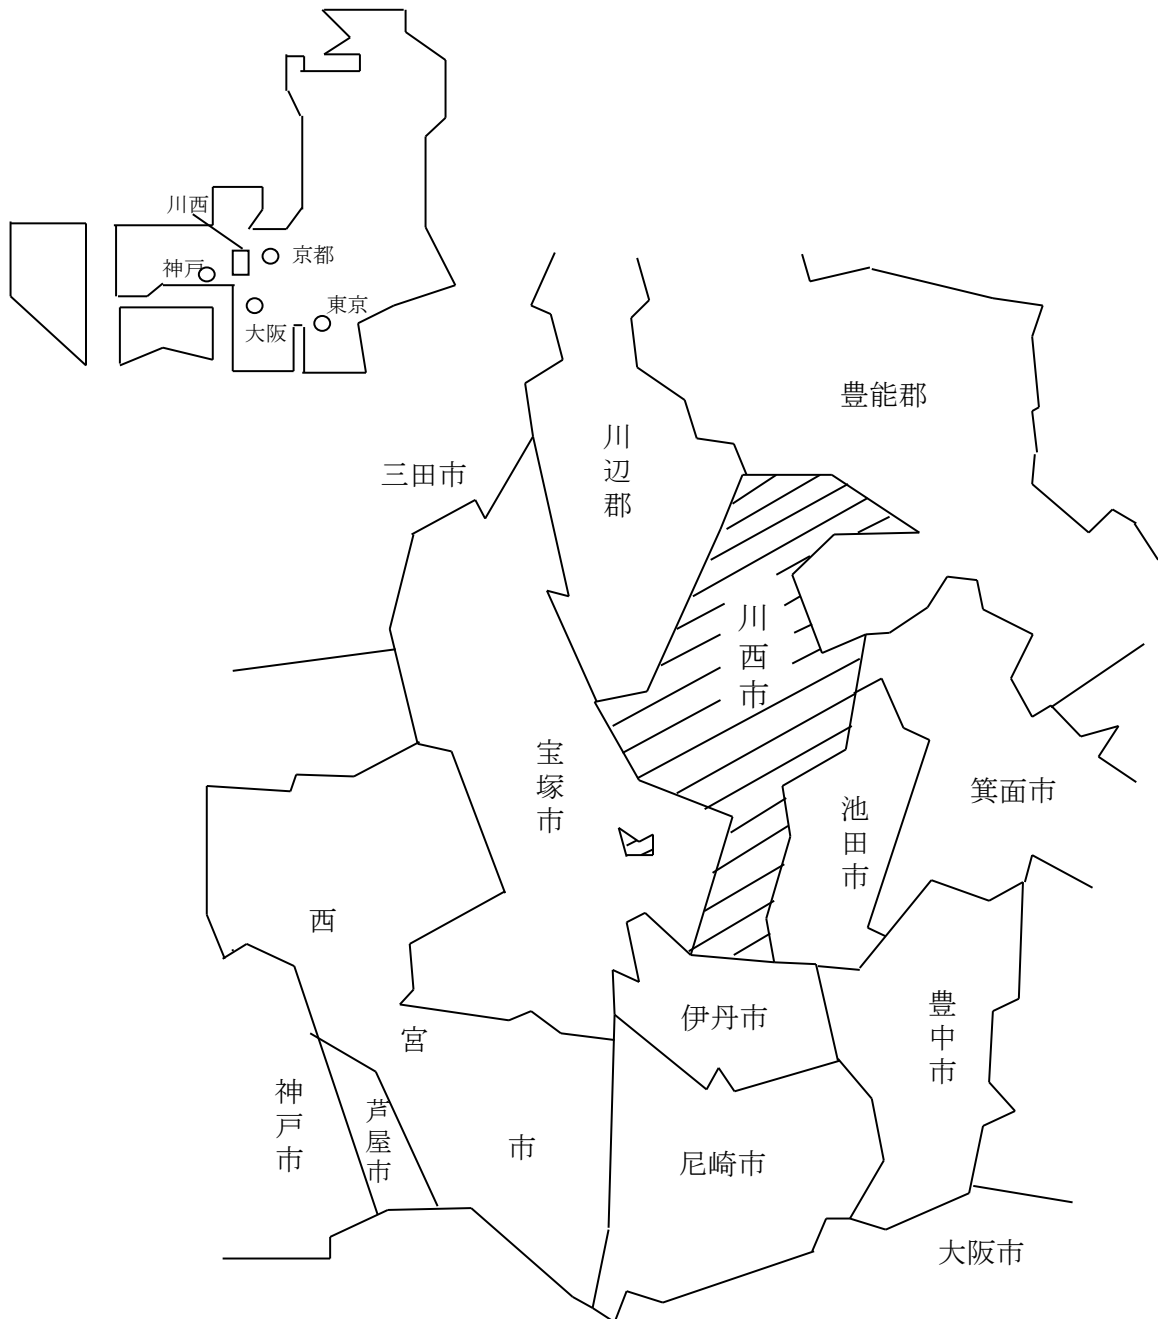 川西
京都
神戸
東京
大阪
豊能郡
川辺郡
三田市
川西市
宝塚市
箕面市
池田市
西宮市
伊丹市
豊中市
神戸市
芦屋市
尼崎市
大阪市